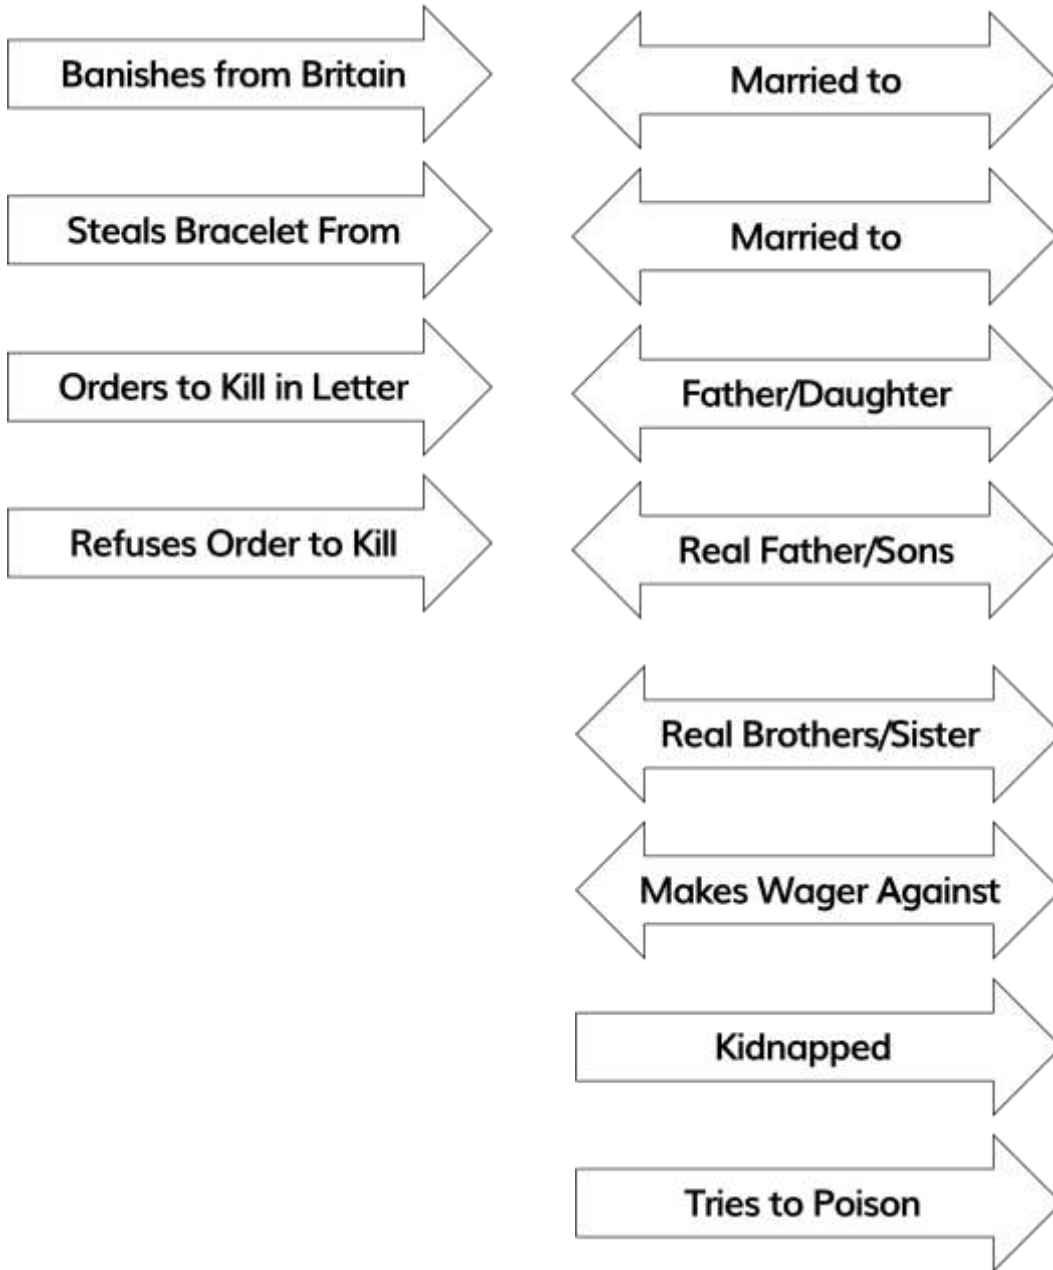 Banishes from Britain
Steals Bracelet From
Orders to Kill in Letter
Refuses Order to Kill
Married to
Married to
Father/Daughter
Real Father/Sons
Real Brothers/Sister
Makes Wager Against
Kidnapped
Tries to Poison